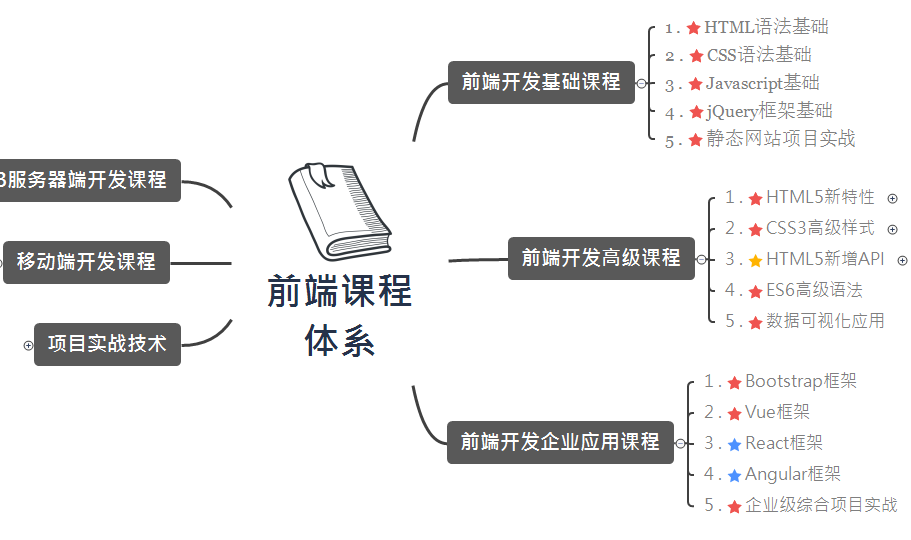 前端课程
体系
前端开发基础课程
1 . HTML语法基础
2 . CSS语法基础
3 . Javascript基础
4 . jQuery框架基础
5 . 静态网站项目实战
前端开发高级课程
1 . HTML5新特性
2 . CSS3高级样式
3 . HTML5新增API
4 . ES6高级语法
5 . 数据可视化应用
前端开发企业应用课程
1 . Bootstrap框架
2 . Vue框架
3 . React框架
4 . Angular框架
5 . 企业级综合项目实战
服务器端开发课程
移动端开发课程
项目实战技术